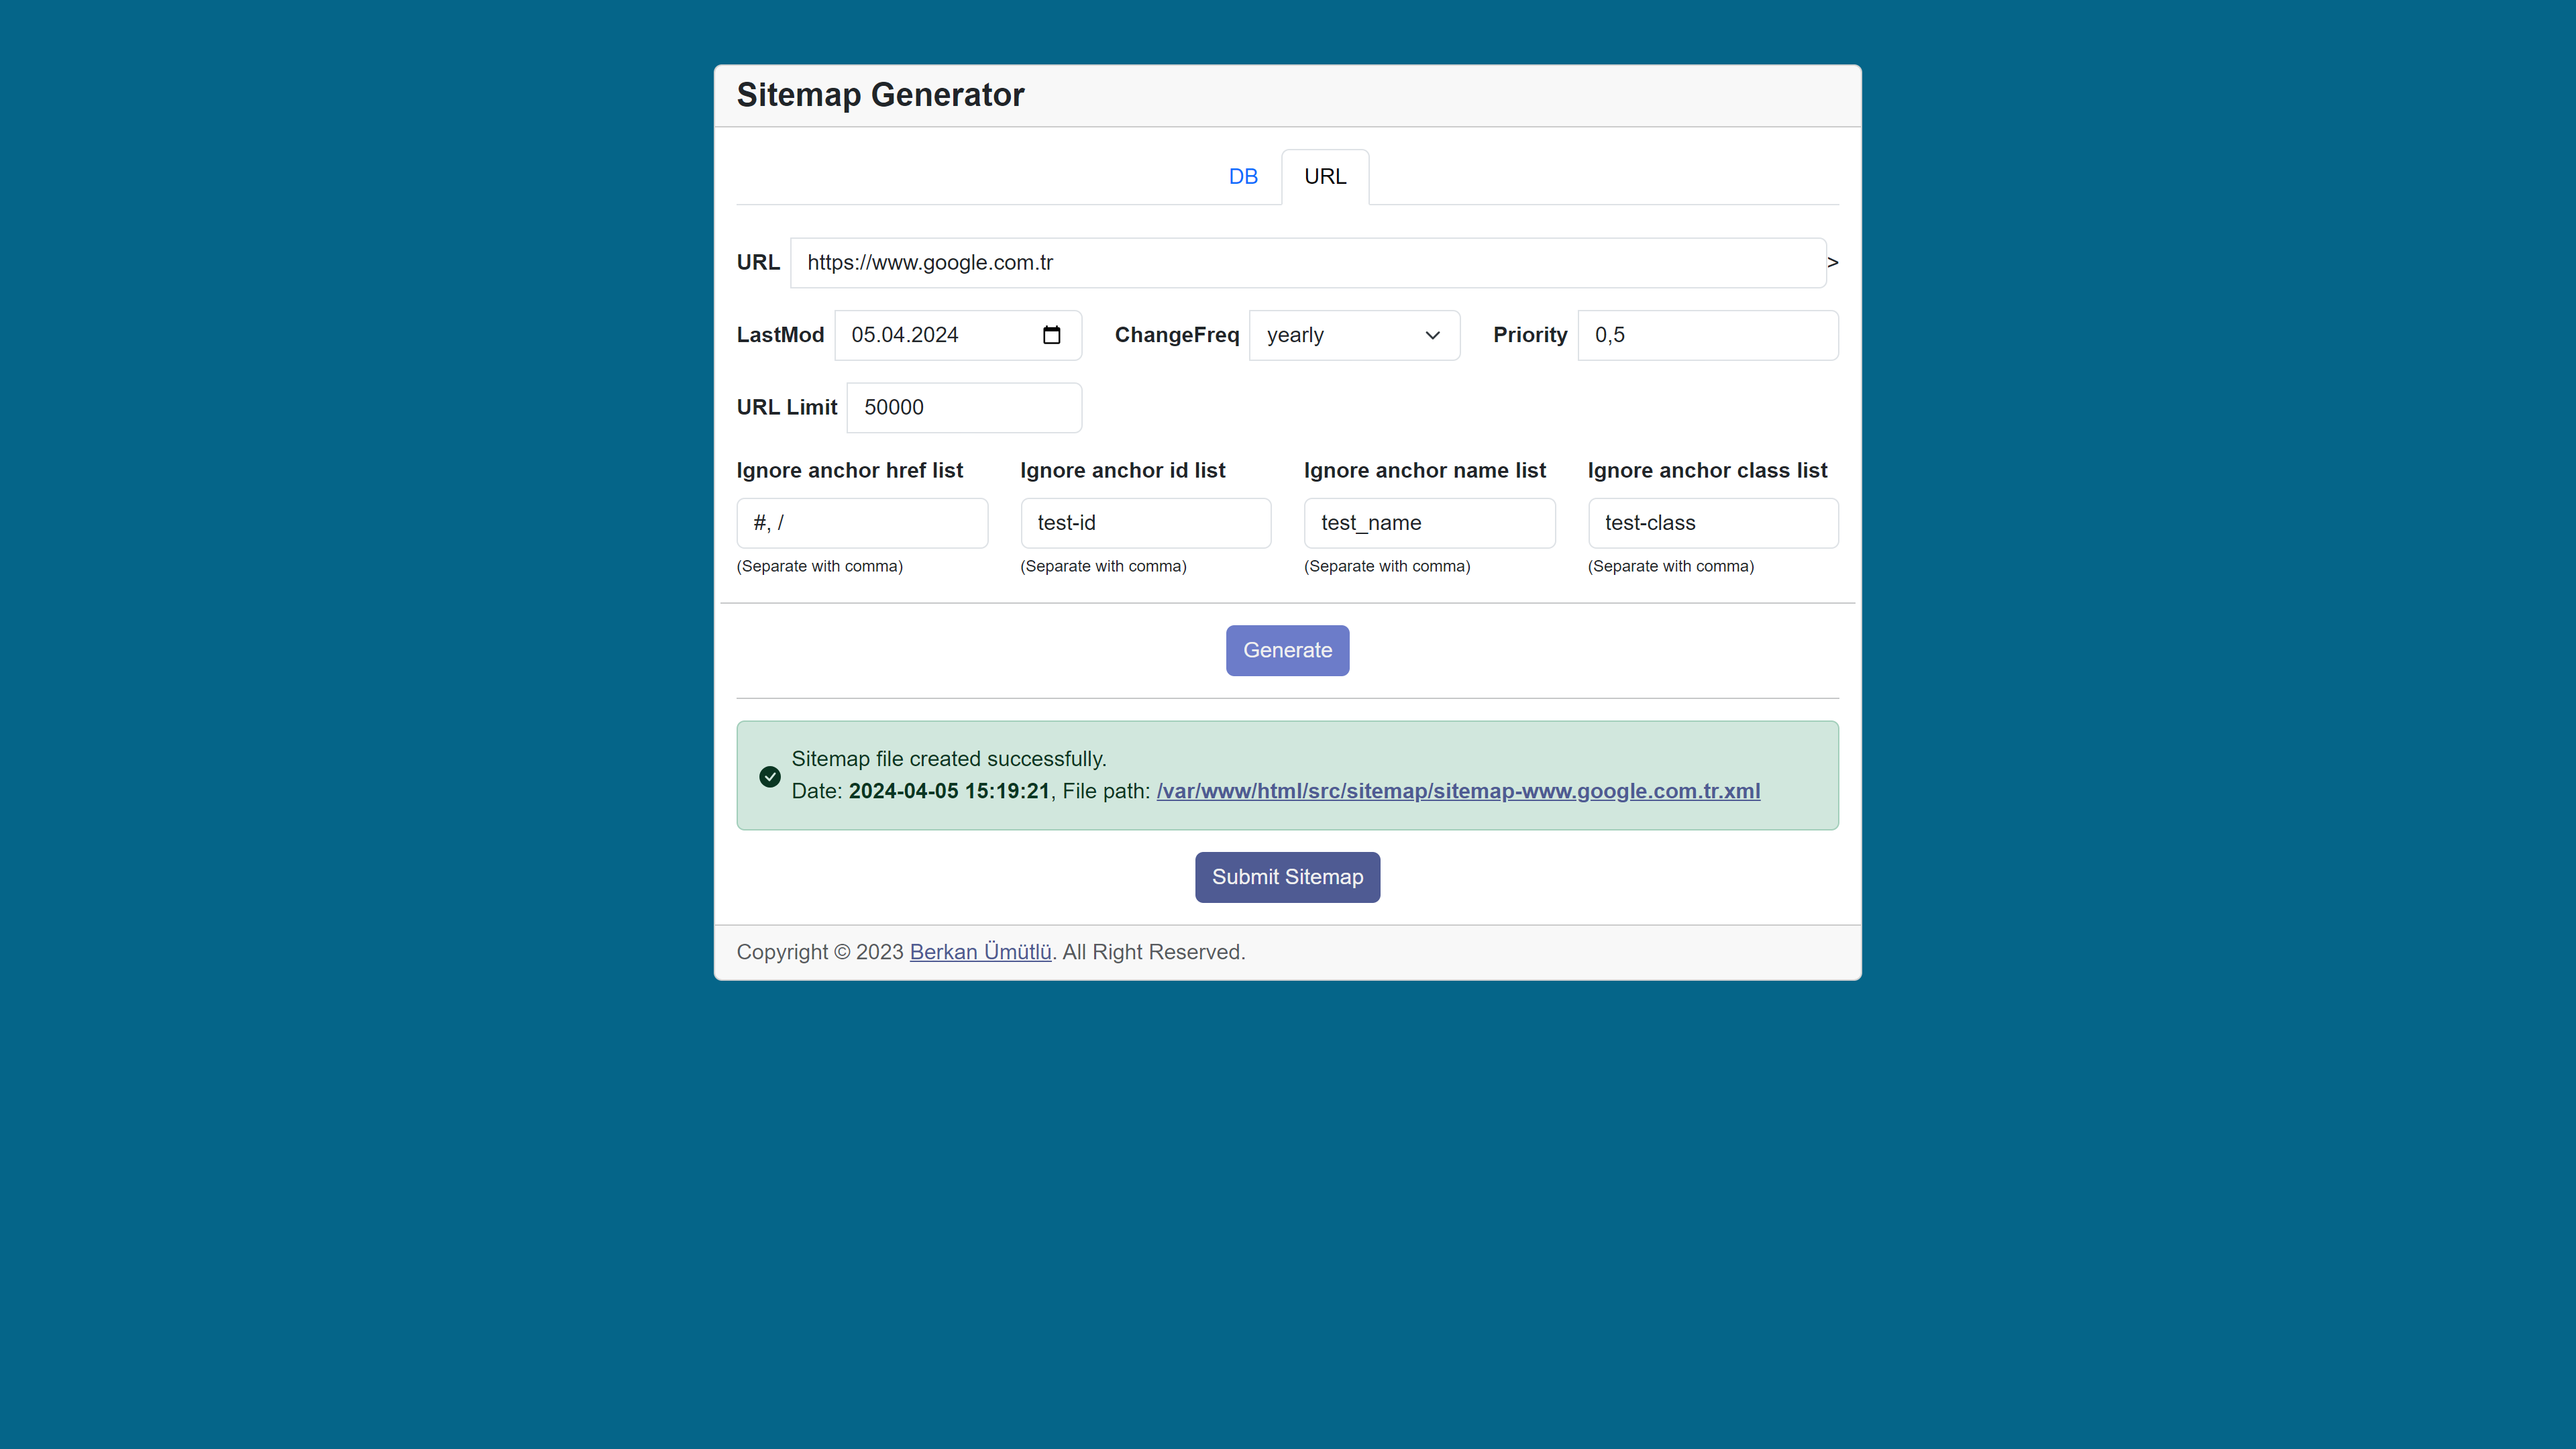 Sitemap Generator
DB URL
URL https://www.google.com.tr >
LastMod 05.04.2024 ChangeFreq yearly Priority 0,5
URL Limit 50000
Ignore anchor href list Ignore anchor id list Ignore anchor name list Ignore anchor class list
#, / test-id test_name test-class
(Separate with comma) (Separate with comma) (Separate with comma) (Separate with comma)
Generate
Sitemap file created successfully.
Date: 2024-04-05 15:19:21, File path: /var/www/html/src/sitemap/sitemap-www.google.com.tr.xml
Submit Sitemap
Copyright © 2023 Berkan Ümütlü. All Right Reserved.